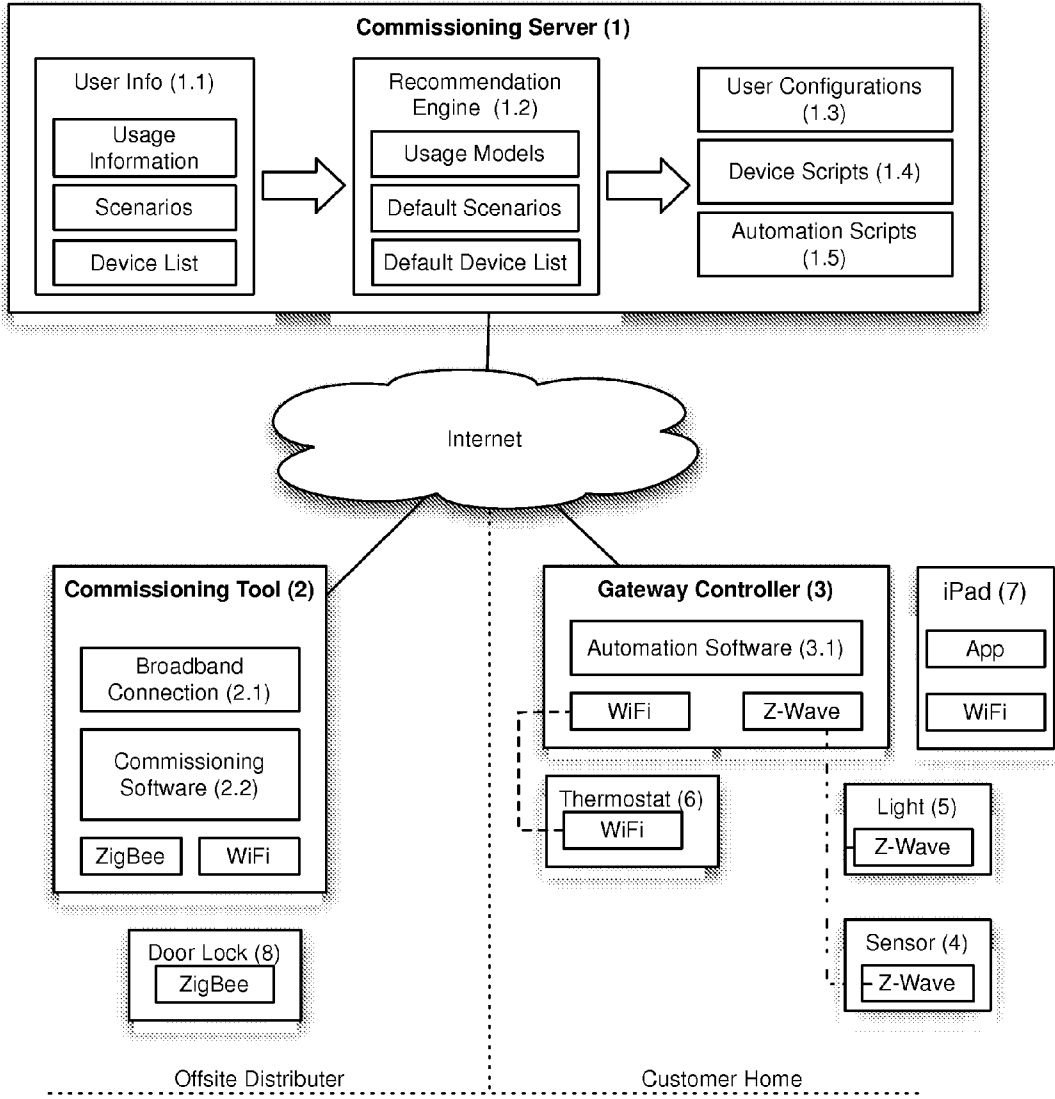 Commissioning Server (1)
User Info (1.1)
Usage
Information
Scenarios
Device List
Recommendation
Engine (1.2)
Usage Models
Default Scenarios
Default Device List
User Configurations
(1.3)
Device Scripts (1.4)
Automation Scripts
(1.5)
Internet
Commissioning Tool (2)
Broadband
Connection (2.1)
Commissioning
Software (2.2)
ZigBee
WiFi
Door Lock (8)
ZigBee
Gateway Controller (3)
Automation Software (3.1)
WiFi
Z-Wave
Thermostat (6)
WiFi
iPad (7)
App
WiFi
Light (5)
Z-Wave
Sensor (4)
Z-Wave
Offsite Distributer
Customer Home